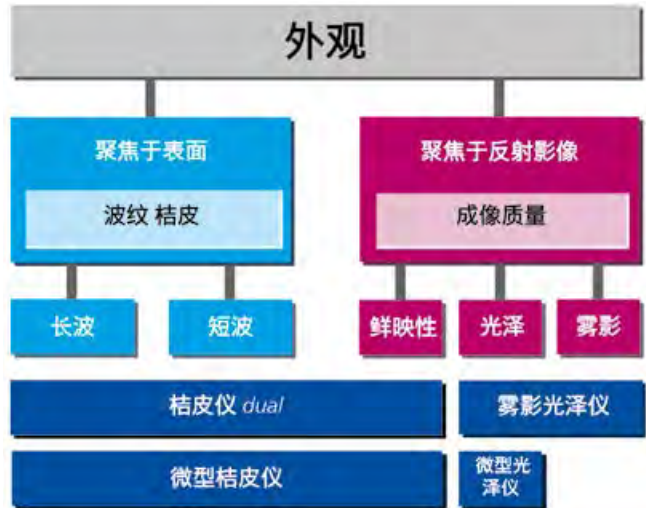 外观
聚焦于表面
聚焦于反射影像
波纹 桔皮
成像质量
长波
短波
鲜映性
光泽
雾影
桔皮仪 dual
雾影光泽仪
微型桔皮仪
微型光
泽仪